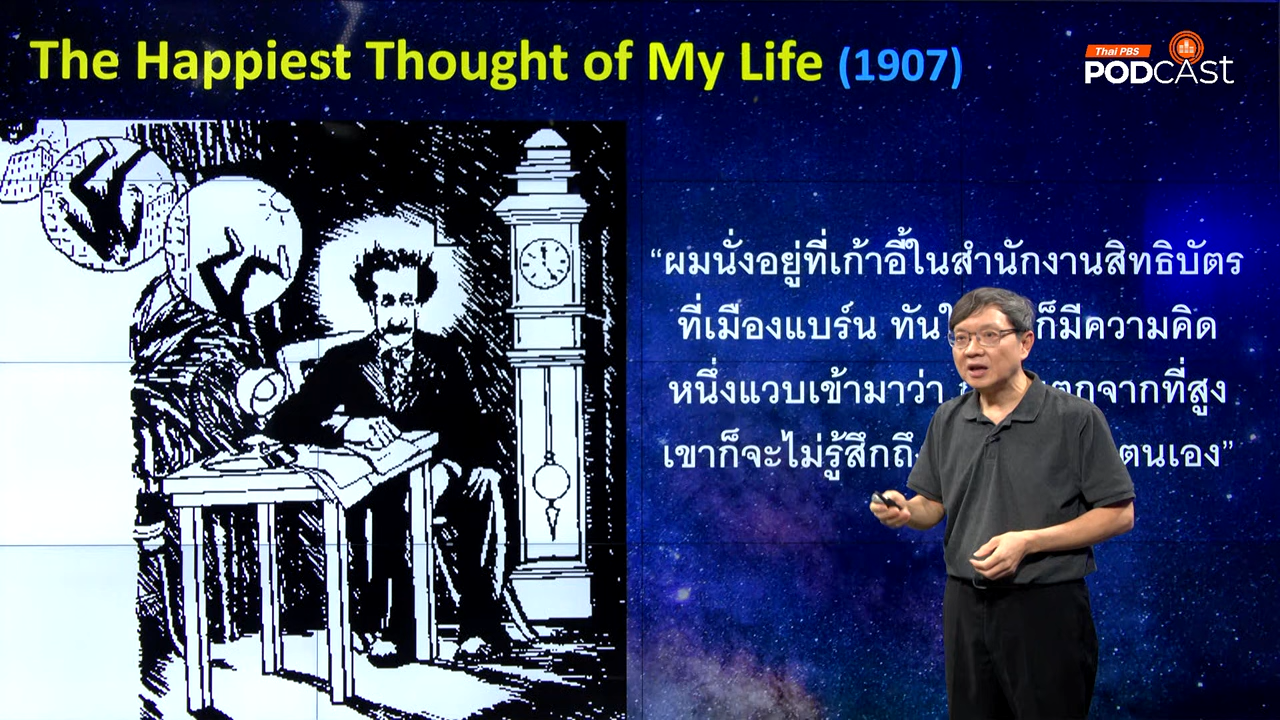 The Happiest Thought of My Life (1907)
Thai PBS
PODCAST
“ผมนั่งอยู่ที่เก้าอี้ในสำนักงานสิทธิบัตร
ที่เมืองแบร์น ก็มีความคิด
หนึ่งแวบเข้ามาว่า ตกจากที่สูง
เขาก็จะไม่รู้สึกถึง ตนเอง”